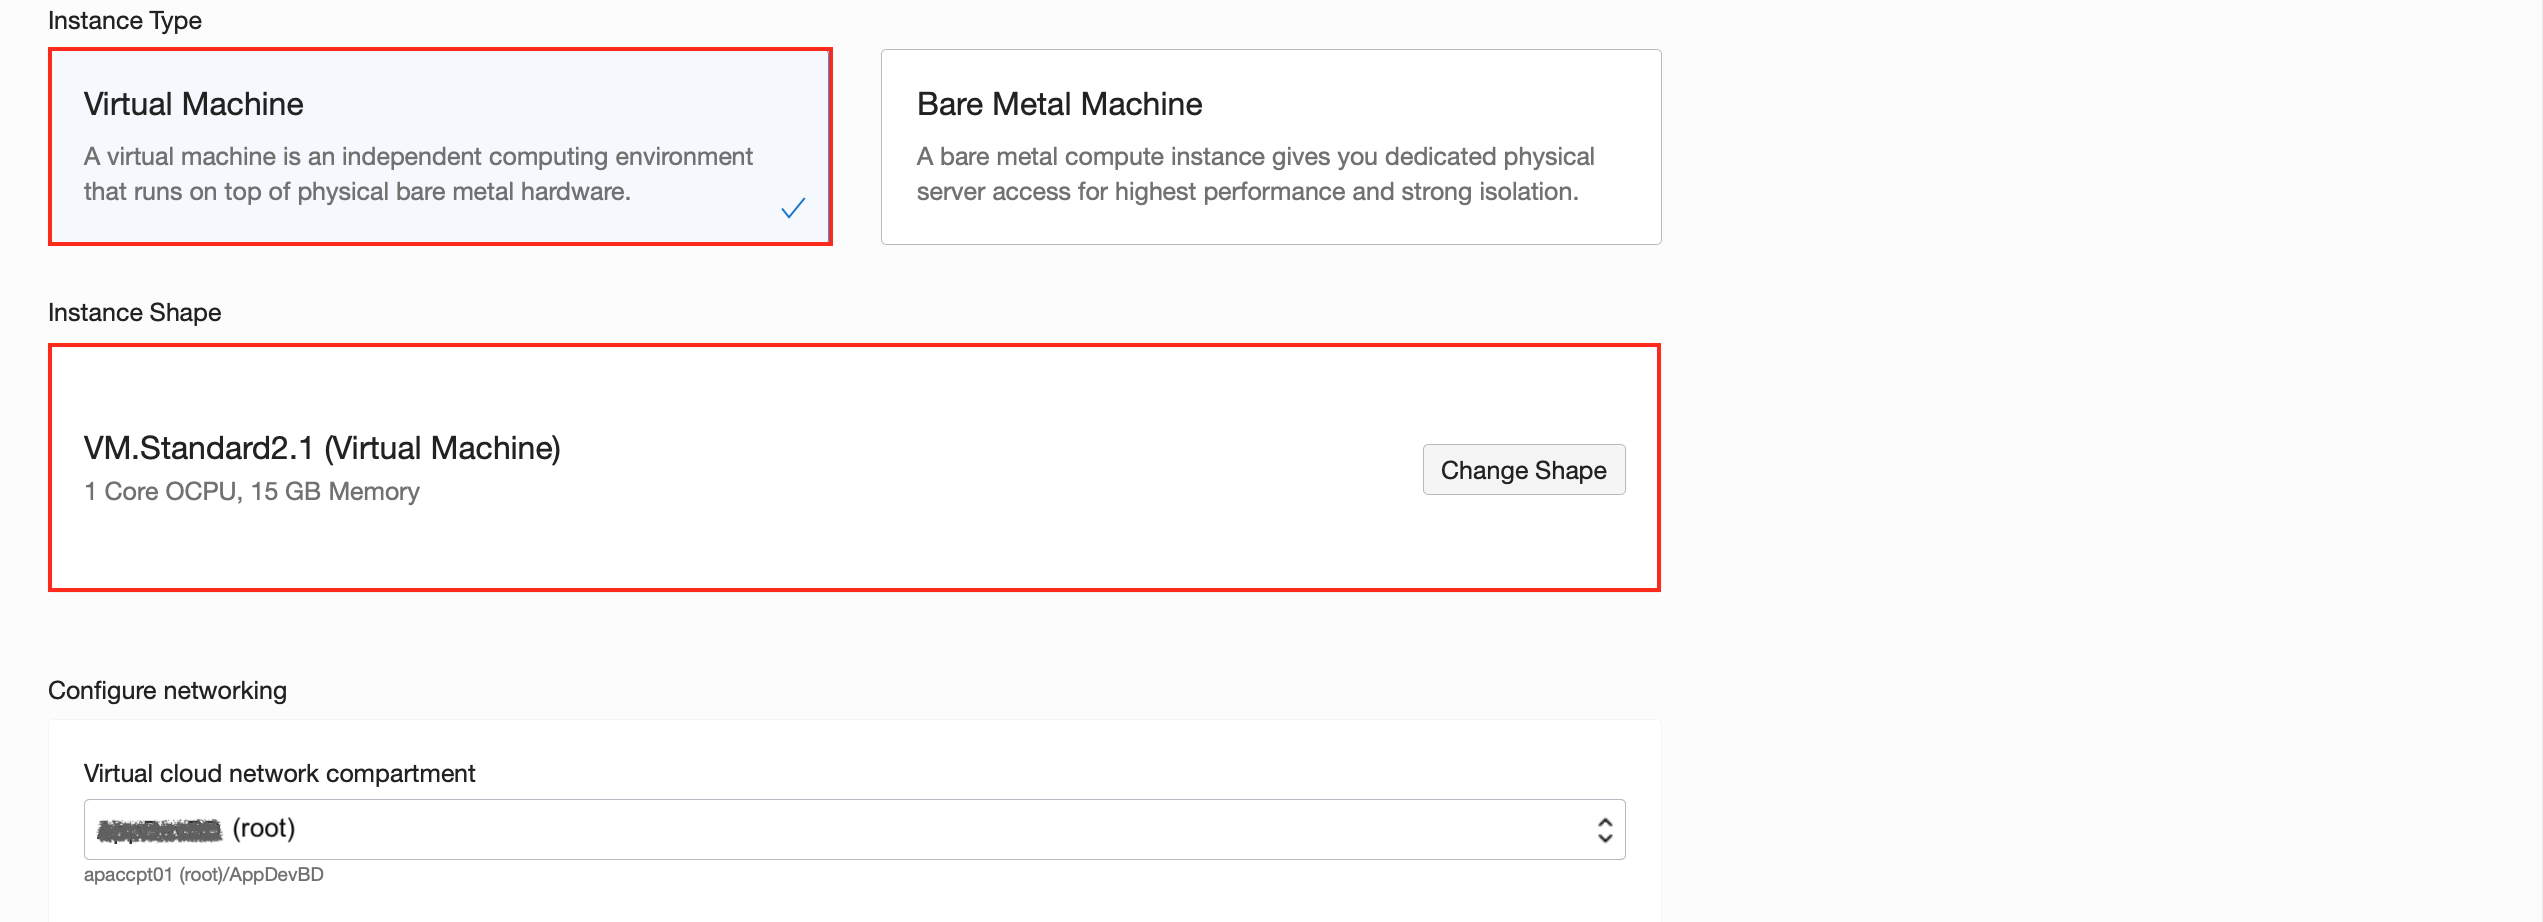 Instance Type
Virtual Machine
A virtual machine is an independent computing environment
that runs on top of physical bare metal hardware.
Bare Metal Machine
A bare metal compute instance gives you dedicated physical
server access for highest performance and strong isolation.
Instance Shape
VM.Standard2.1 (Virtual Machine)
1 Core OCPU, 15 GB Memory
Change Shape
Configure networking
Virtual cloud network compartment
(root)
apaccpt01 (root)/AppDevBD